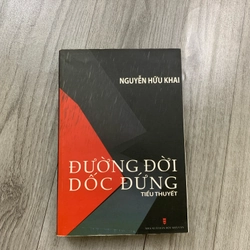 NGUYỄN HỮU KHAI
ĐƯỜNG ĐỜI
DỐC ĐỨNG
TIỂU THUYẾT